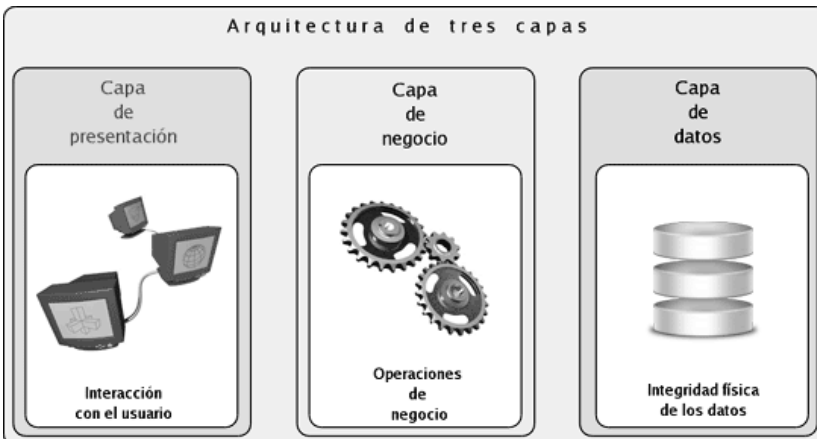 Arquitectura de tres capas
Capa
de
presentación
Interacción
con el usuario
Capa
de
negocio
Operaciones
de
negocio
Capa
de
datos
Integridad física
de los datos